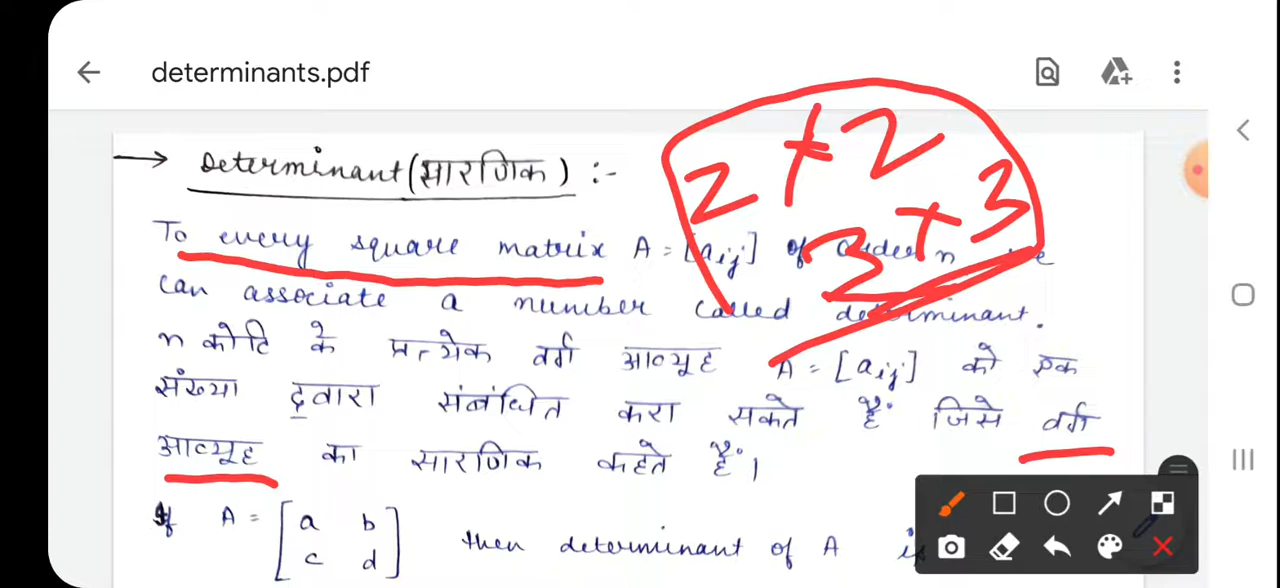 determinants.pdf
2 × 2
3 × 3
→ Determinant (सारणिक) :-
To every square matrix A = [aij] of order n we
can associate a number called determinant.
n कोटि के प्रत्येक वर्ग आव्यूह A = [aij] को एक
संख्या द्वारा संबंधित करा सकते हैं जिसे वर्ग
आव्यूह का सारणिक कहते हैं।
If A = [a b
c d] then determinant of A is